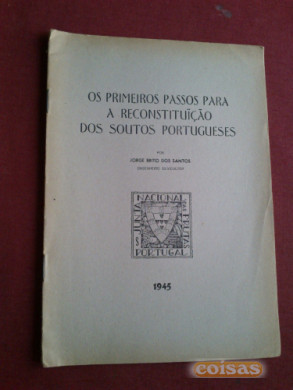 OS PRIMEIROS PASSOS PARA
A RECONSTITUÏÇÃO
DOS SOUTOS PORTUGUESES
POR
JORGE BRITO DOS SANTOS
JUNTA
NACIONAL
DAS
FRUTAS
PORTUGAL
1945
coisas